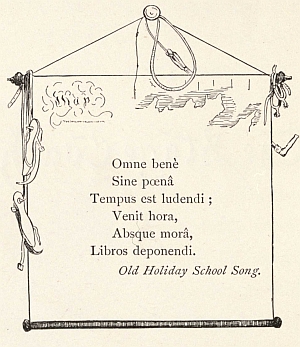 Map
Omne benè
Sine pœnâ
Tempus est ludendi ;
Venit hora,
Absque morâ,
Libros deponendi.
Old Holiday School Song.